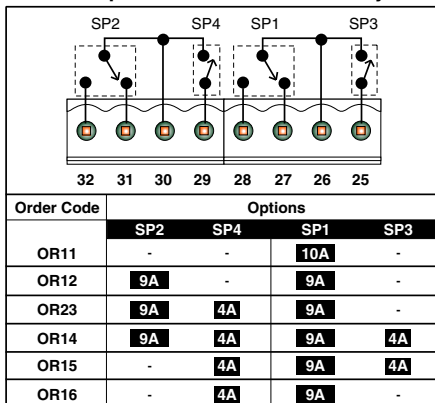 SP2 SP4 SP1 SP3
32 31 30 29 28 27 26 25
Order Code Options
SP2 SP4 SP1 SP3
OR11 - - 10A -
OR12 9A - 9A -
OR23 9A 4A 9A -
OR14 9A 4A 9A 4A
OR15 - 4A 9A 4A
OR16 - 4A 9A -